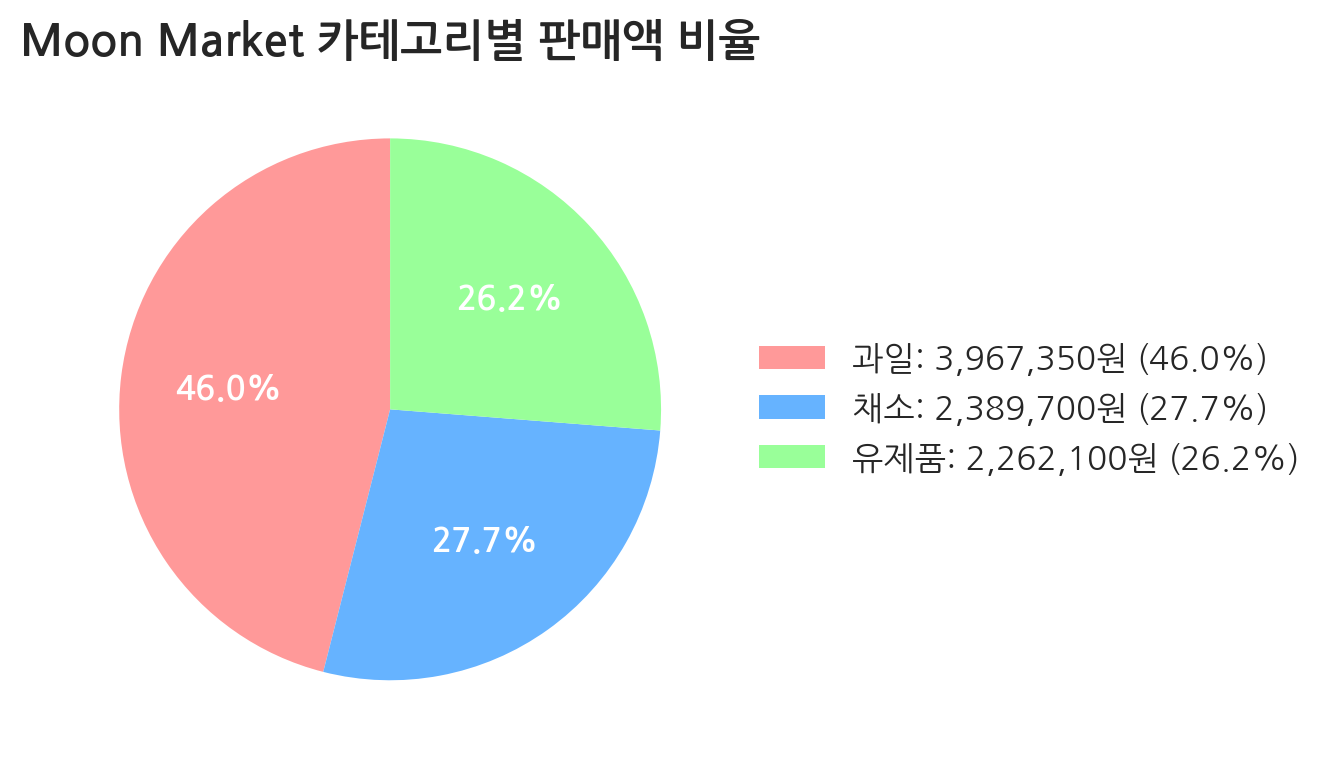 Moon Market 카테고리별 판매액 비율
26.2%
46.0%
27.7%
과일: 3,967,350원 (46.0%)
채소: 2,389,700원 (27.7%)
유제품: 2,262,100원 (26.2%)